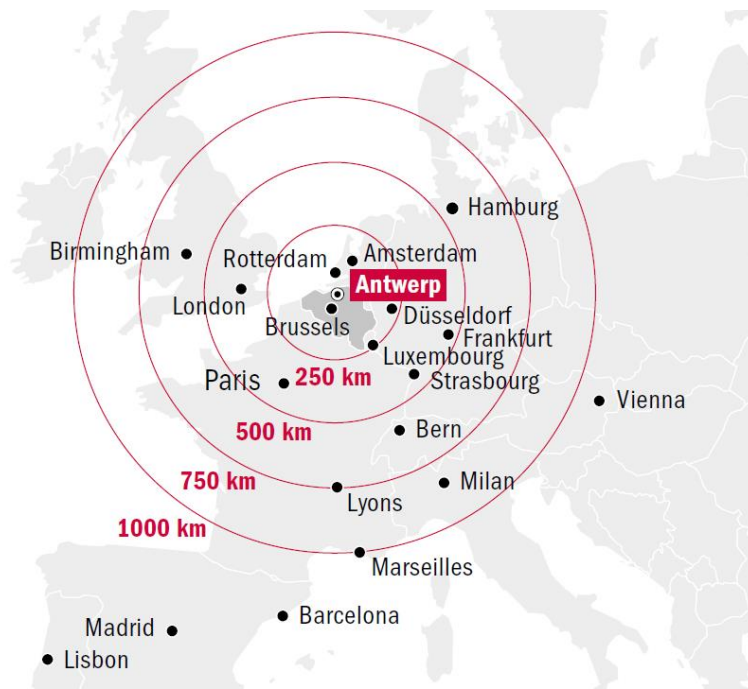 Hamburg
Birmingham
Amsterdam
Rotterdam
Antwerp
London
Düsseldorf
Brussels
Frankfurt
Luxembourg
250 km
Paris
Strasbourg
Vienna
500 km
Bern
750 km
Milan
Lyons
1000 km
Marseilles
Barcelona
Madrid
Lisbon